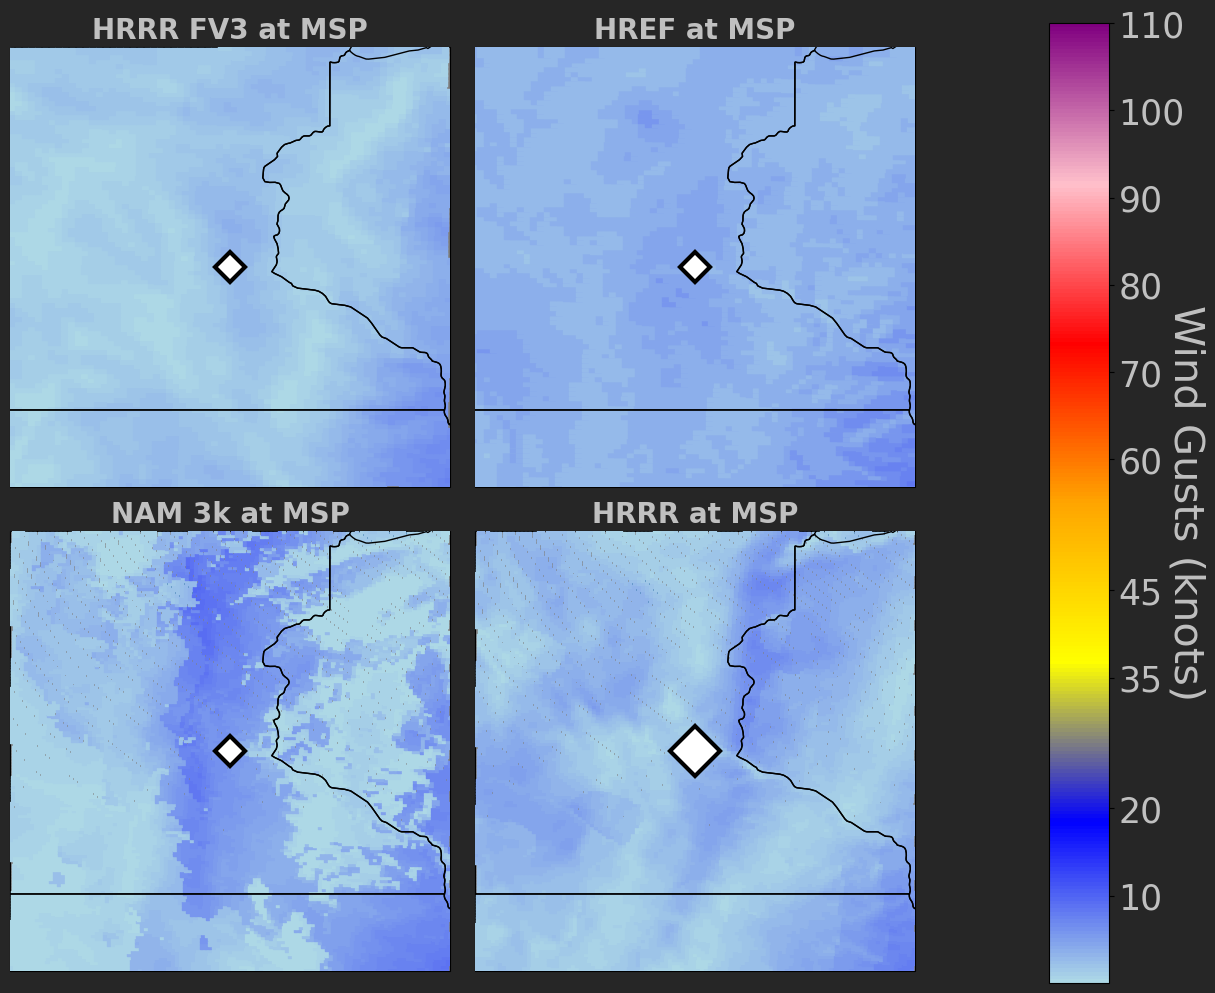 HRRR FV3 at MSP
HREF at MSP
NAM 3k at MSP
HRRR at MSP
110
100
90
80
70
60
45
35
20
10
Wind Gusts (knots)